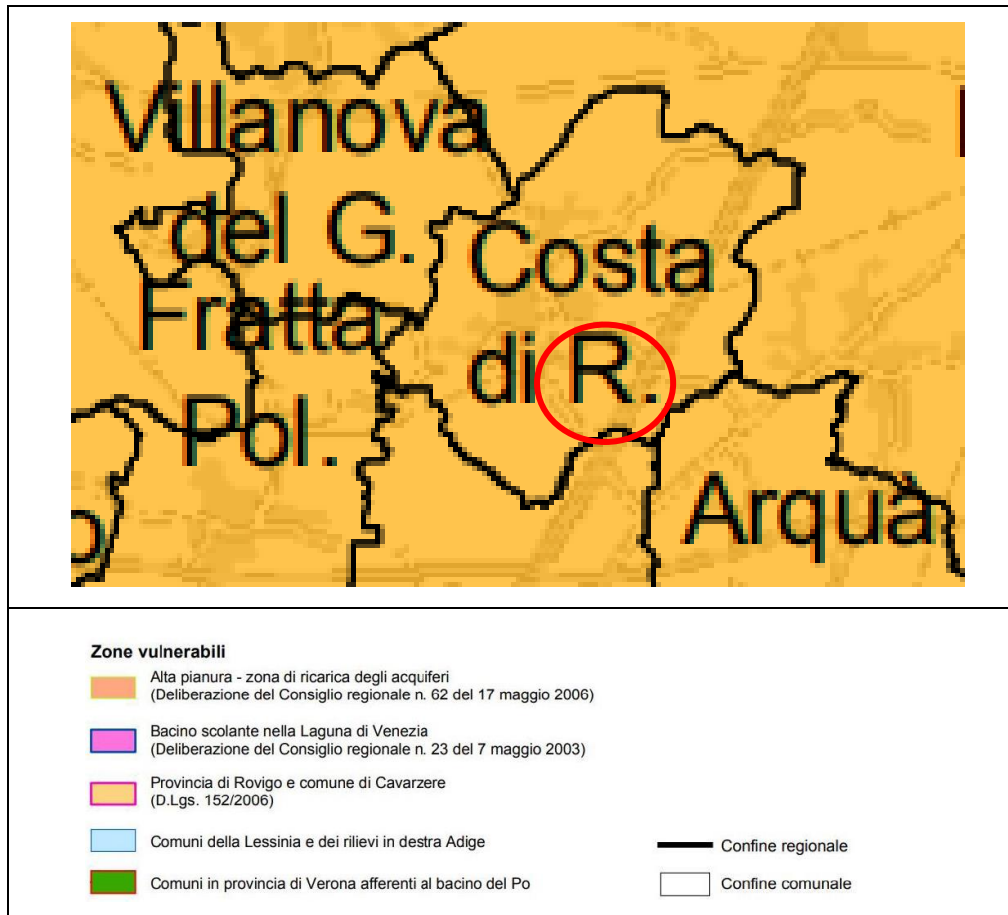 Villanova
del G.
Fratta
Pol.
Costa
di R.
Arquà
Zone vulnerabili
Alta pianura - zona di ricarica degli acquiferi
(Deliberazione del Consiglio regionale n. 62 del 17 maggio 2006)
Bacino scolante nella Laguna di Venezia
(Deliberazione del Consiglio regionale n. 23 del 7 maggio 2003)
Provincia di Rovigo e comune di Cavarzere
(D.Lgs. 152/2006)
Comuni della Lessinia e dei rilievi in destra Adige
Comuni in provincia di Verona afferenti al bacino del Po
Confine regionale
Confine comunale